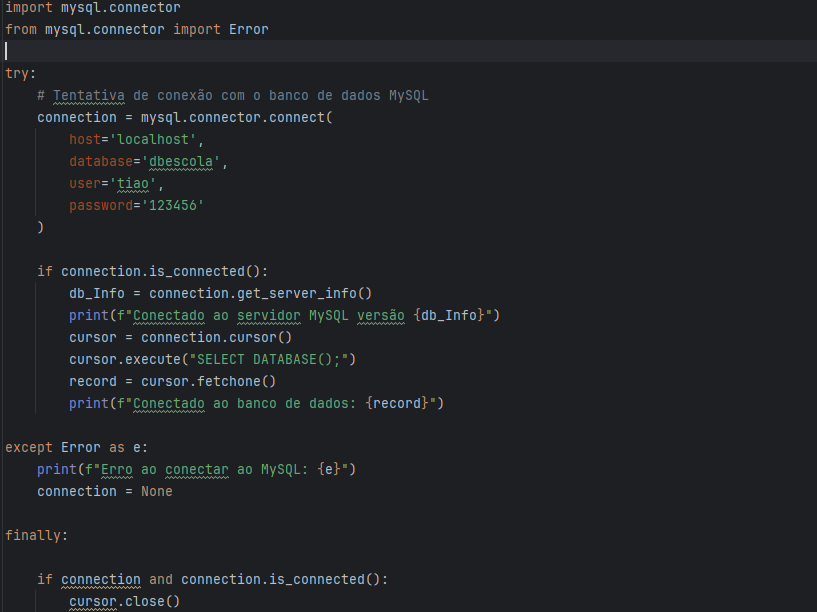 import mysql.connector
from mysql.connector import Error
try:
# Tentativa de conexão com o banco de dados MySQL
connection = mysql.connector.connect(
host='localhost',
database='dbescola',
user='tiao',
password='123456'
)
if connection.is_connected():
db_Info = connection.get_server_info()
print(f"Conectado ao servidor MySQL versão {db_Info}")
cursor = connection.cursor()
cursor.execute("SELECT DATABASE();")
record = cursor.fetchone()
print(f"Conectado ao banco de dados: {record}")
except Error as e:
print(f"Erro ao conectar ao MySQL: {e}")
connection = None
finally:
if connection and connection.is_connected():
cursor.close()